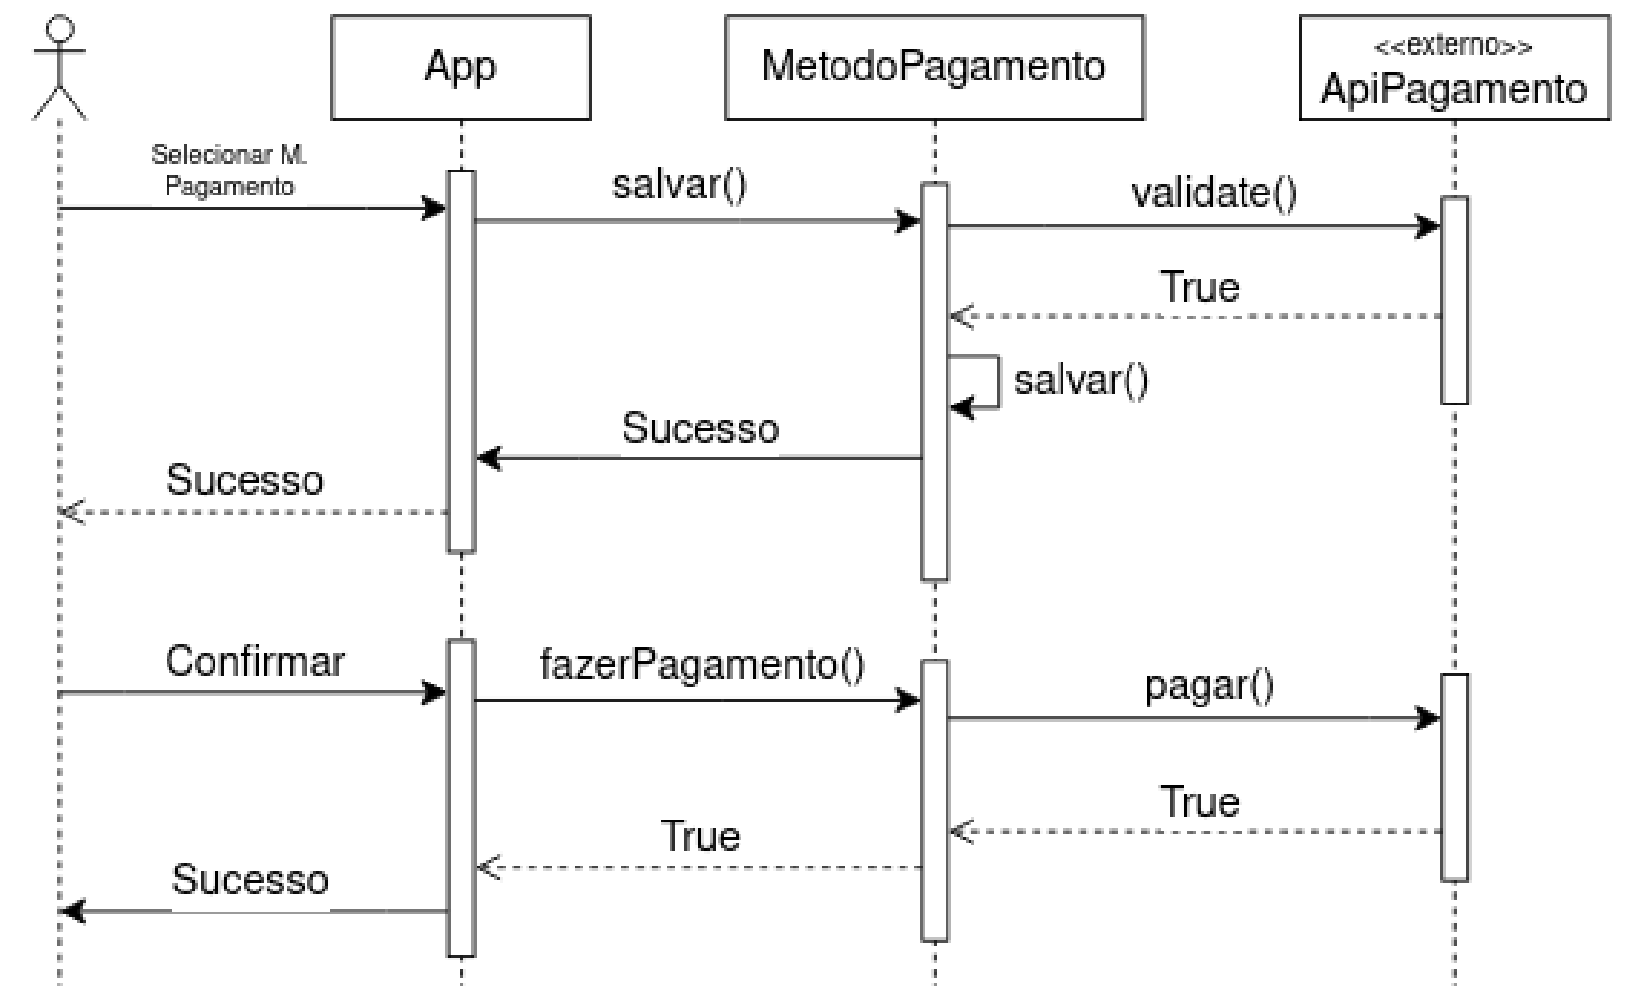 App
MetodoPagamento
<<externo>>
ApiPagamento
Selecionar M.
Pagamento
salvar()
validate()
True
salvar()
Sucesso
Sucesso
Confirmar
fazerPagamento()
pagar()
True
True
Sucesso